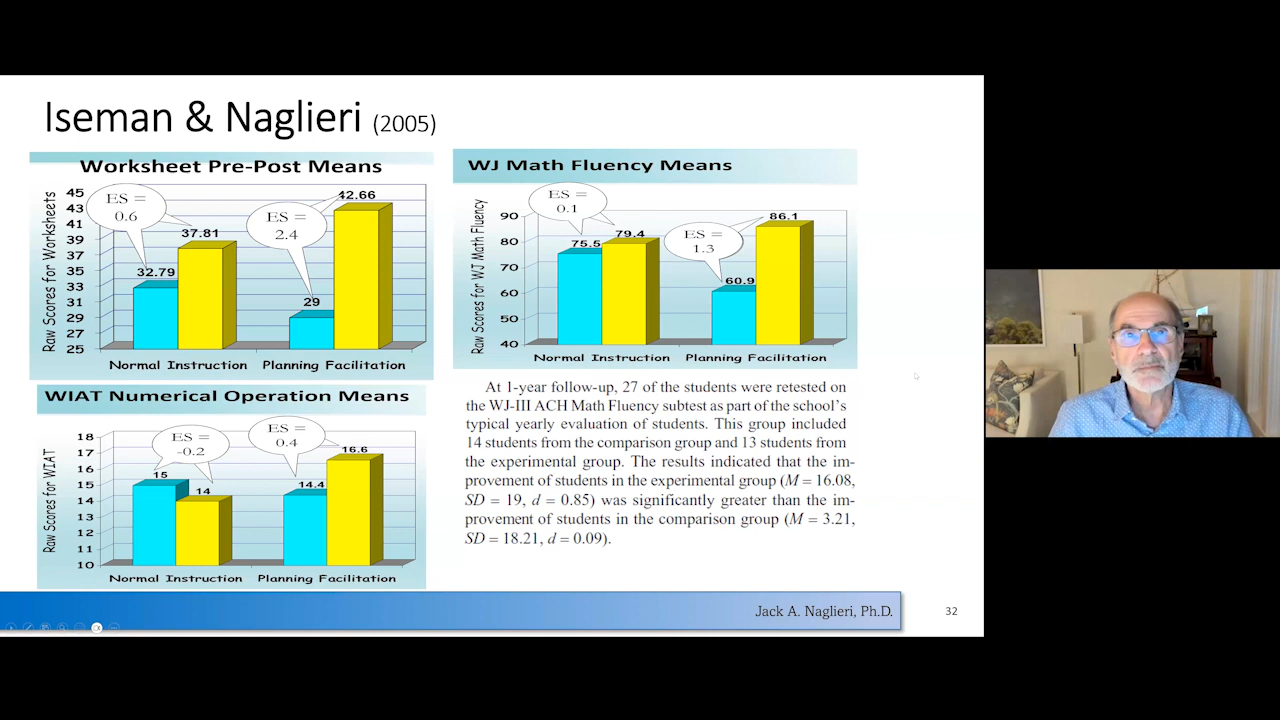 Iseman & Naglieri (2005)
Worksheet Pre-Post Means
Raw Scores for Worksheets
45
43
41
39
37
35
33
31
29
27
25
ES =
0.6
ES =
2.4
32.79
37.81
29
42.66
Normal Instruction
Planning Facilitation
WJ Math Fluency Means
Raw Scores for WJ Math Fluency
90
80
70
60
50
40
ES =
0.1
ES =
1.3
75.5
79.4
60.9
86.1
Normal Instruction
Planning Facilitation
WIAT Numerical Operation Means
Raw Scores for WIAT
18
17
16
15
14
13
12
11
10
ES =
-0.2
ES =
0.4
15
14
14.4
16.6
Normal Instruction
Planning Facilitation
At 1-year follow-up, 27 of the students were retested on
the WJ-III ACH Math Fluency subtest as part of the school's
typical yearly evaluation of students. This group included
14 students from the comparison group and 13 students from
the experimental group. The results indicated that the im-
provement of students in the experimental group (M = 16.08,
SD = 19, d = 0.85) was significantly greater than the im-
provement of students in the comparison group (M = 3.21,
SD = 18.21, d = 0.09).
Jack A. Naglieri, Ph.D.
32